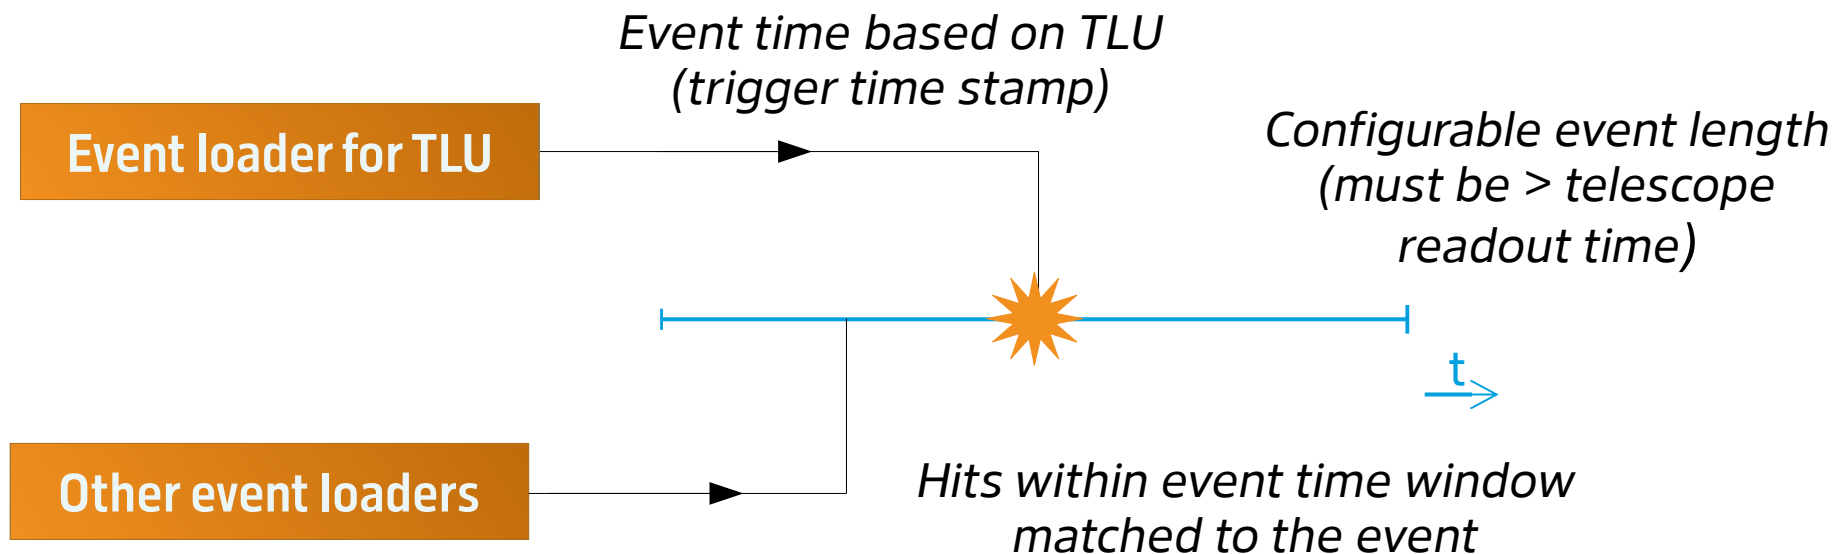 Event time based on TLU
(trigger time stamp)
Event loader for TLU
Configurable event length
(must be > telescope
readout time)
t
Other event loaders
Hits within event time window
matched to the event